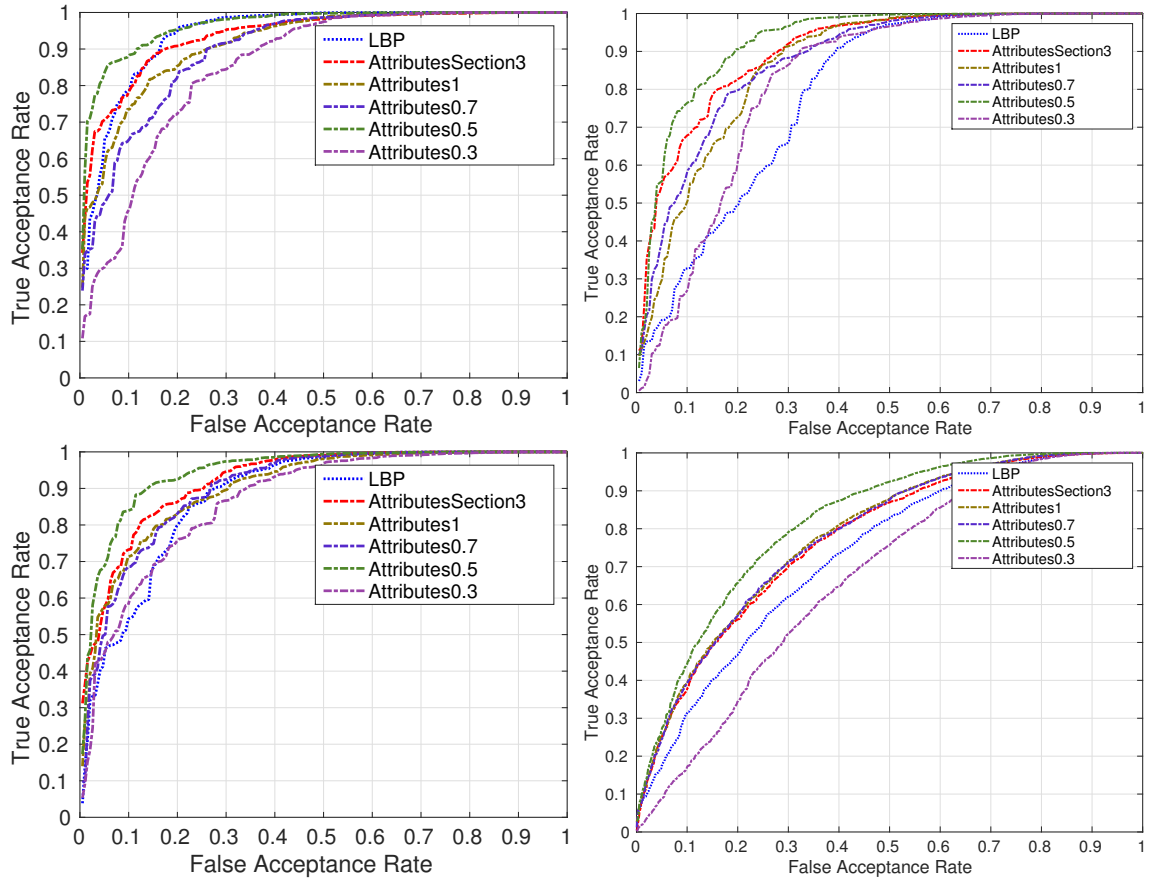 True Acceptance Rate
1
0.9
0.8
0.7
0.6
0.5
0.4
0.3
0.2
0.1
0
LBP
AttributesSection3
Attributes1
Attributes0.7
Attributes0.5
Attributes0.3
0 0.1 0.2 0.3 0.4 0.5 0.6 0.7 0.8 0.9 1
False Acceptance Rate
True Acceptance Rate
1
0.9
0.8
0.7
0.6
0.5
0.4
0.3
0.2
0.1
0
LBP
AttributesSection3
Attributes1
Attributes0.7
Attributes0.5
Attributes0.3
0 0.1 0.2 0.3 0.4 0.5 0.6 0.7 0.8 0.9 1
False Acceptance Rate
True Acceptance Rate
1
0.9
0.8
0.7
0.6
0.5
0.4
0.3
0.2
0.1
0
LBP
AttributesSection3
Attributes1
Attributes0.7
Attributes0.5
Attributes0.3
0 0.1 0.2 0.3 0.4 0.5 0.6 0.7 0.8 0.9 1
False Acceptance Rate
True Acceptance Rate
1
0.9
0.8
0.7
0.6
0.5
0.4
0.3
0.2
0.1
0
LBP
AttributesSection3
Attributes1
Attributes0.7
Attributes0.5
Attributes0.3
0 0.1 0.2 0.3 0.4 0.5 0.6 0.7 0.8 0.9 1
False Acceptance Rate